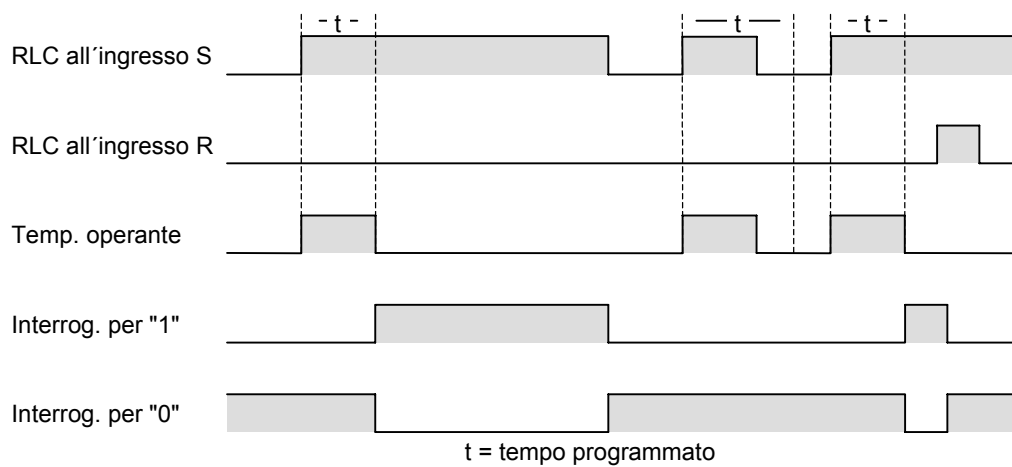 t t t
RLC all´ingresso S
RLC all´ingresso R
Temp. operante
Interrog. per "1"
Interrog. per "0"
t = tempo programmato